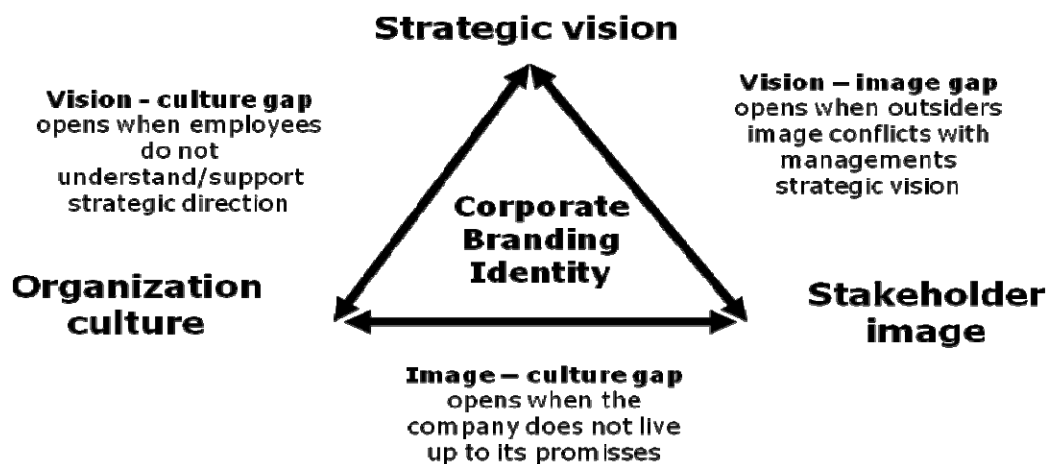 Strategic vision
Vision - culture gap
opens when employees
do not
understand/support
strategic direction
Vision – image gap
opens when outsiders
image conflicts with
managements
strategic vision
Corporate
Branding
Identity
Organization
culture
Stakeholder
image
Image – culture gap
opens when the
company does not live
up to its promisses